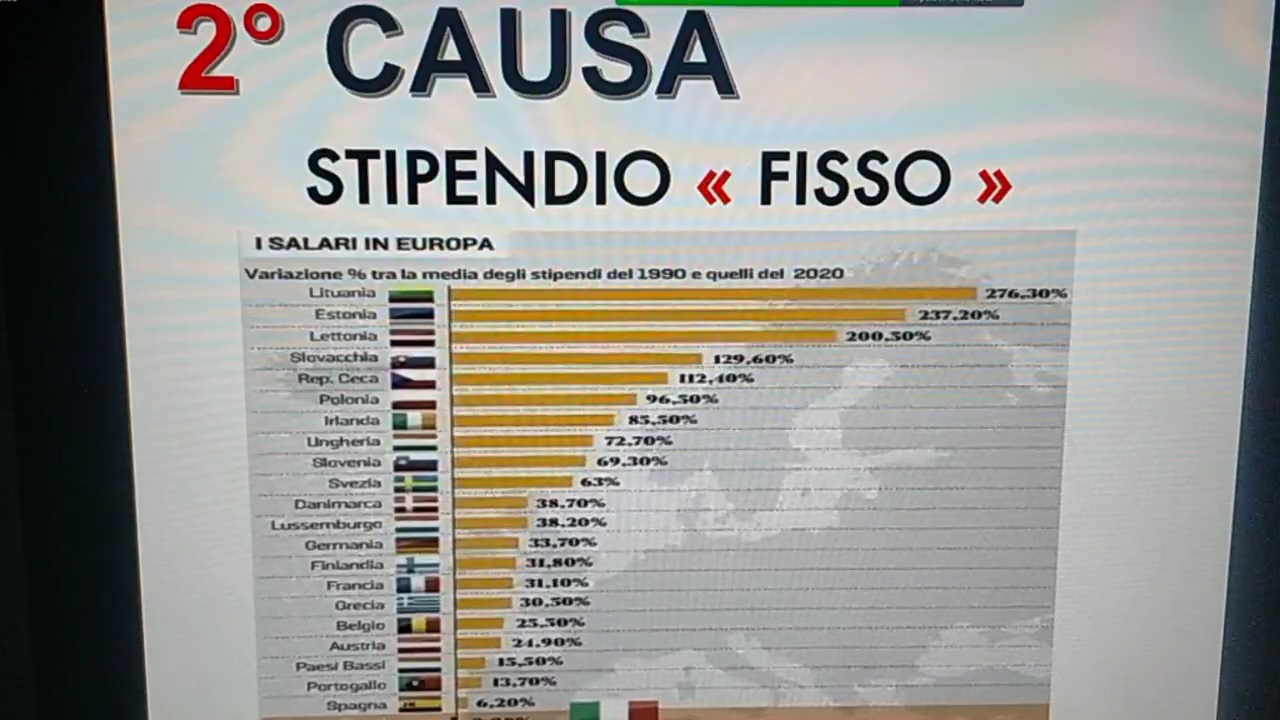 2° CAUSA
STIPENDIO « FISSO »
I SALARI IN EUROPA
Variazione % tra la media degli stipendi del 1990 e quelli del 2020
Lituania 276,30%
Estonia 237,20%
Lettonia 200,50%
Slovacchia 129,60%
Rep. Ceca 112,40%
Polonia 96,50%
Irlanda 85,50%
Ungheria 72,70%
Slovenia 69,30%
Svezia 63%
Danimarca 38,70%
Lussemburgo 38,20%
Germania 33,70%
Finlandia 31,80%
Francia 31,10%
Grecia 30,50%
Belgio 25,50%
Austria 24,90%
Paesi Bassi 15,50%
Portogallo 13,70%
Spagna 6,20%